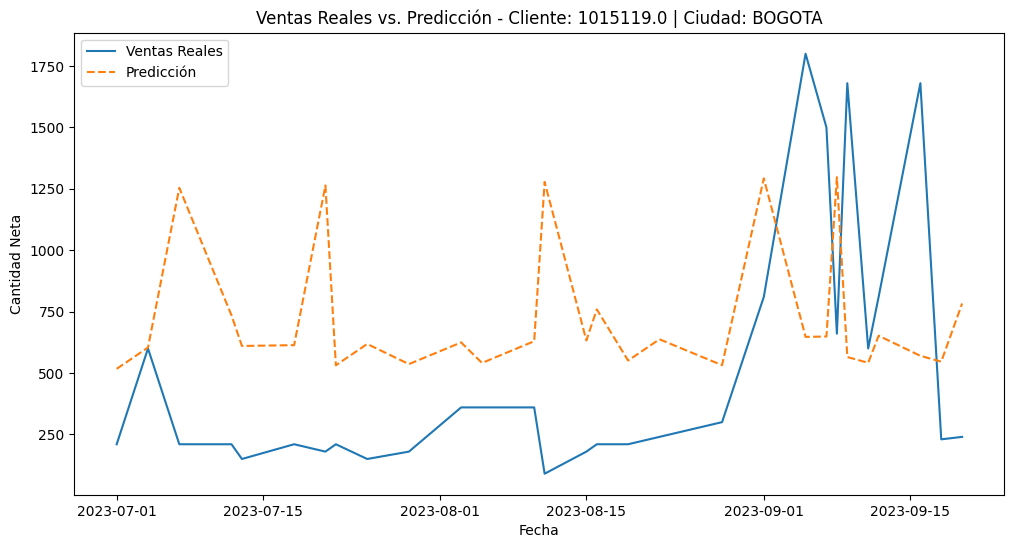 Ventas Reales vs. Predicción - Cliente: 1015119.0 | Ciudad: BOGOTA
Ventas Reales
Predicción
Cantidad Neta
1750
1500
1250
1000
750
500
250
2023-07-01 2023-07-15 2023-08-01 2023-08-15 2023-09-01 2023-09-15
Fecha